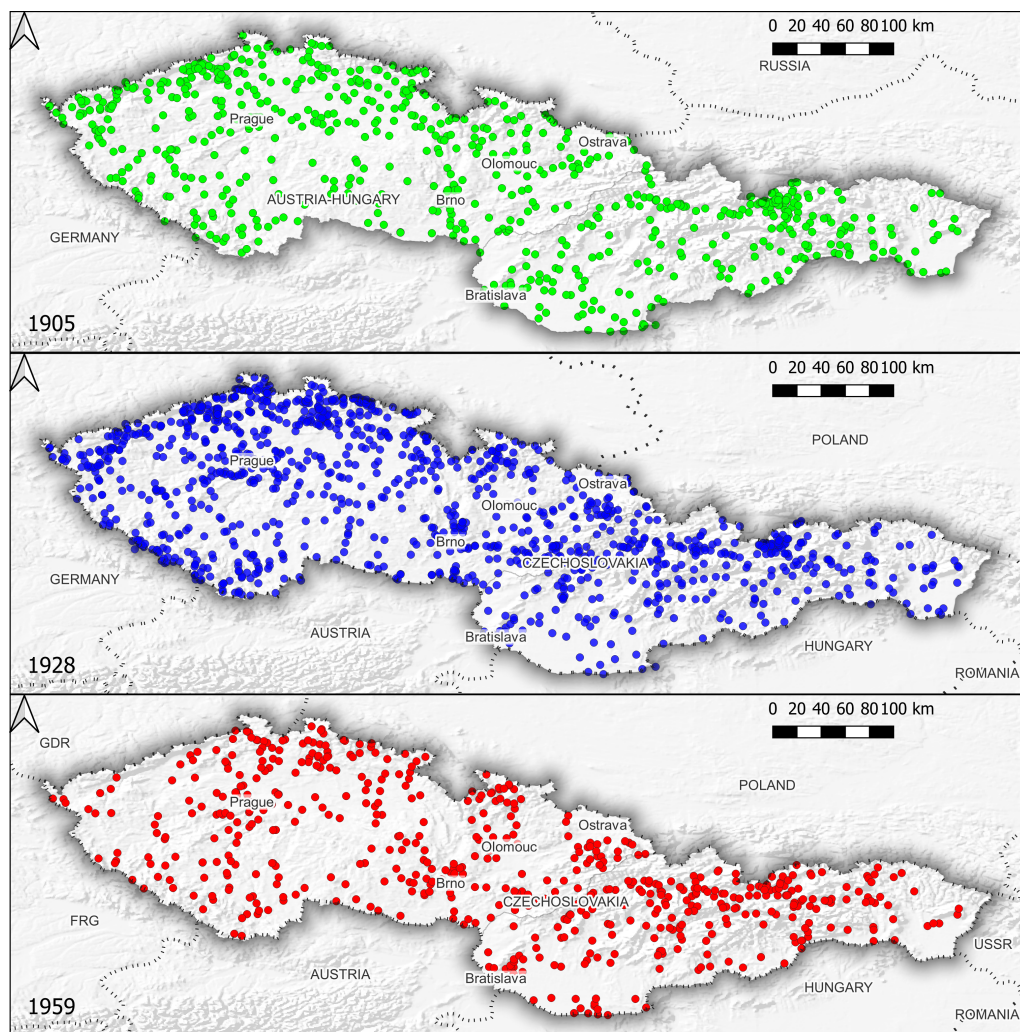 0 20 40 60 80 100 km
RUSSIA
Prague
Ostrava
Olomouc
AUSTRIA-HUNGARY
Brno
GERMANY
Bratislava
1905
0 20 40 60 80 100 km
POLAND
Prague
Ostrava
Olomouc
Brno
CZECHOSLOVAKIA
GERMANY
AUSTRIA
Bratislava
HUNGARY
1928
ROMANIA
0 20 40 60 80 100 km
GDR
POLAND
Prague
Ostrava
Olomouc
Brno
CZECHOSLOVAKIA
FRG
USSR
AUSTRIA
Bratislava
HUNGARY
1959
ROMANIA